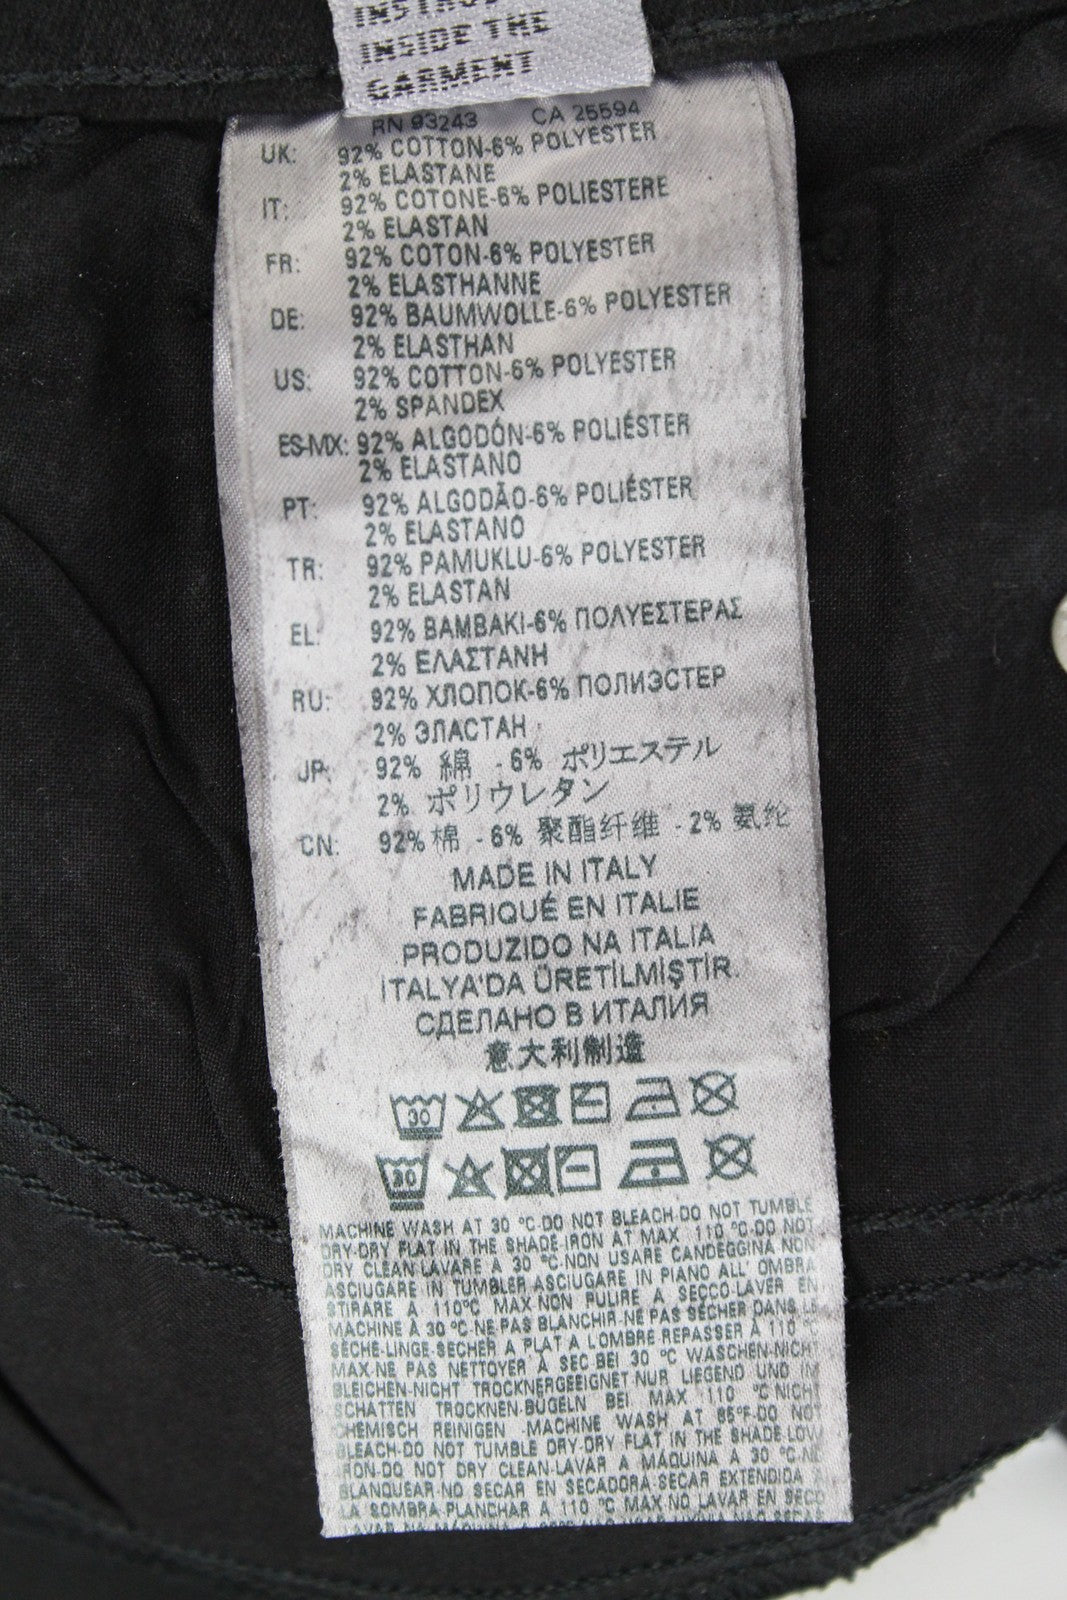 INSIDE THE
GARMENT
RN 93243 CA 25594
UK: 92% COTTON-6% POLYESTER
2% ELASTANE
IT: 92% COTONE-6% POLIESTERE
2% ELASTAN
FR: 92% COTON-6% POLYESTER
2% ELASTHANNE
DE: 92% BAUMWOLLE-6% POLYESTER
2% ELASTHAN
US: 92% COTTON-6% POLYESTER
2% SPANDEX
ES-MX: 92% ALGODÓN-6% POLIÉSTER
2% ELASTANO
PT: 92% ALGODÃO-6% POLIÉSTER
2% ELASTANO
TR: 92% PAMUKLU-6% POLYESTER
2% ELASTAN
EL: 92% ΒΑΜΒΑΚΙ-6% ΠΟΛΥΕΣΤΕΡΑΣ
2% ΕΛΑΣΤΑΝΗ
RU: 92% ХЛОПОК-6% ПОЛИЭСТЕР
2% ЭЛАСТАН
JP: 92% 綿 - 6% ポリエステル
2% ポリウレタン
CN: 92% 棉 - 6% 聚酯纤维 - 2% 氨纶
MADE IN ITALY
FABRIQUÉ EN ITALIE
PRODUZIDO NA ITALIA
İTALYA'DA ÜRETİLMİŞTİR.
СДЕЛАНО В ИТАЛИЯ
意大利制造
30
30
MACHINE WASH AT 30 °C-DO NOT BLEACH-DO NOT TUMBLE
DRY-DRY FLAT IN THE SHADE-IRON AT MAX 110 °C-DO NOT
DRY CLEAN LAVARE A 30 °C-NON USARE CANDEGGINA-NON
ASCIUGARE IN TUMBLER-ASCIUGARE IN PIANO ALL' OMBRA
STIRARE A 110°C MAX-NON PULIRE A SECCO-LAVER EN
MACHINE À 30 °C-NE PAS BLANCHIR-NE PAS SÉCHER DANS LE
SÈCHE-LINGE-SÉCHER A PLAT A L'OMBRE-REPASSER À 110 °C
MAX-NE PAS NETTOYER À SEC BEI 30 °C WASCHEN-NICHT
BLEICHEN-NICHT TROCKNERGEEIGNET NUR LIEGEND UND IM
SCHATTEN TROCKNEN-BÜGELN BEI MAX 110 °C-NICHT
CHEMISCH REINIGEN -MACHINE WASH AT 85°F-DO NOT
BLEACH-DO NOT TUMBLE DRY-DRY FLAT IN THE SHADE-LOW
IRON-DO NOT DRY CLEAN-LAVAR A MÁQUINA A 30 °C-NO
BLANQUEAR-NO SECAR EN SECADORA-SECAR EXTENDIDA A
LA SOMBRA-PLANCHAR A 110 °C MAX NO LAVAR EN SECO